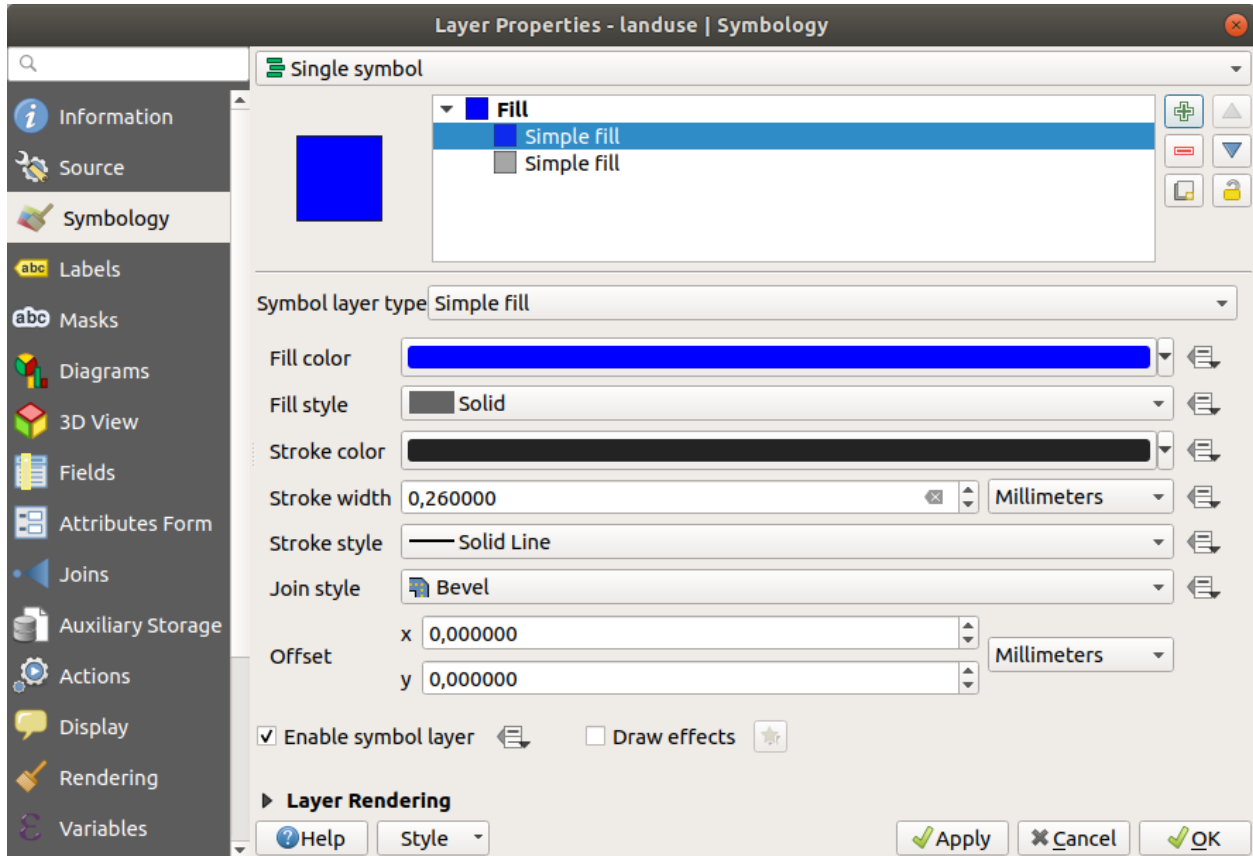 Layer Properties - landuse | Symbology
Single symbol
Information
Source
Symbology
Labels
Masks
Diagrams
3D View
Fields
Attributes Form
Joins
Auxiliary Storage
Actions
Display
Rendering
Variables
abc
abc
Fill
Simple fill
Simple fill
Symbol layer type Simple fill
Fill color
Fill style Solid
Stroke color
Stroke width 0,260000 Millimeters
Stroke style Solid Line
Join style Bevel
Offset
x 0,000000
y 0,000000
Millimeters
Enable symbol layer Draw effects
Layer Rendering
Help Style Apply Cancel OK